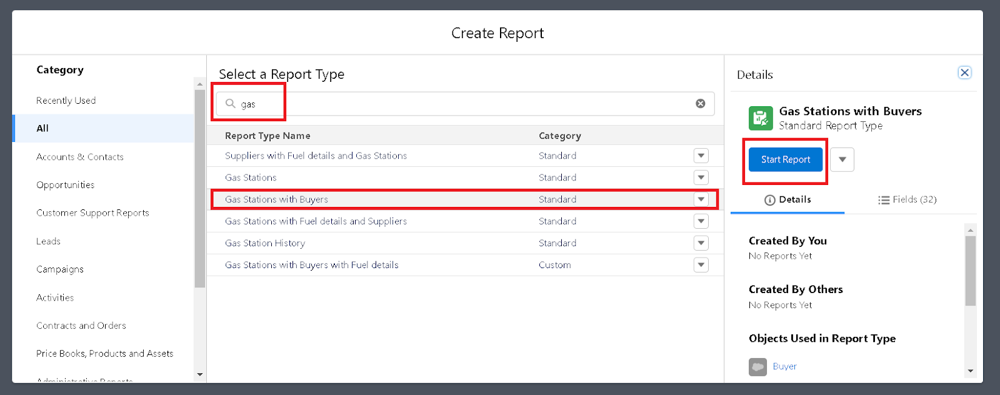 Create Report
Category
Recently Used
All
Accounts & Contacts
Opportunities
Customer Support Reports
Leads
Campaigns
Activities
Contracts and Orders
Price Books, Products and Assets
Administrative Reports
Select a Report Type
gas
Report Type Name Category
Suppliers with Fuel details and Gas Stations Standard
Gas Stations Standard
Gas Stations with Buyers Standard
Gas Stations with Fuel details and Suppliers Standard
Gas Station History Standard
Gas Stations with Buyers with Fuel details Custom
Details
Gas Stations with Buyers
Standard Report Type
Start Report
Details Fields (32)
Created By You
No Reports Yet
Created By Others
No Reports Yet
Objects Used in Report Type
Buyer